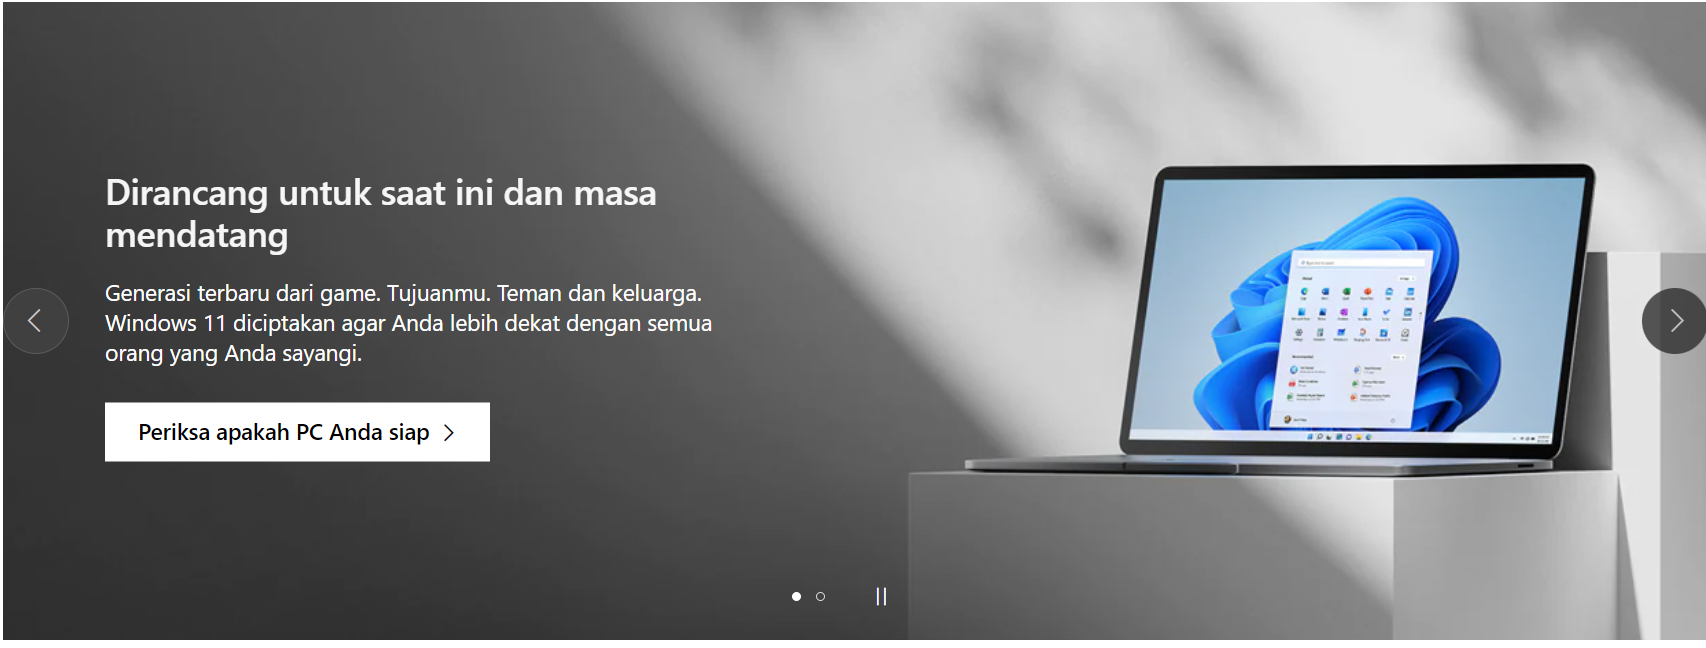 Dirancang untuk saat ini dan masa
mendatang
Generasi terbaru dari game. Tujuanmu. Teman dan keluarga.
Windows 11 diciptakan agar Anda lebih dekat dengan semua
orang yang Anda sayangi.
Periksa apakah PC Anda siap